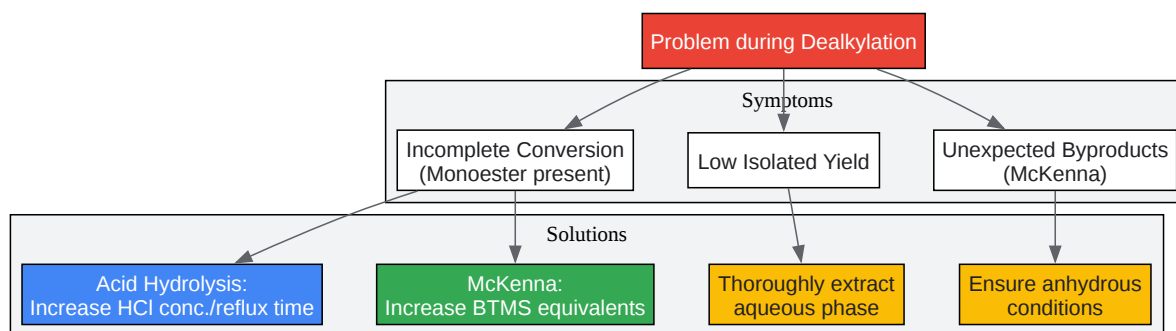 Problem during Dealkylation
Symptoms
Incomplete Conversion
(Monoester present)
Low Isolated Yield
Unexpected Byproducts
(McKenna)
Solutions
Acid Hydrolysis:
Increase HCl conc./reflux time
McKenna:
Increase BTMS equivalents
Thoroughly extract
aqueous phase
Ensure anhydrous
conditions